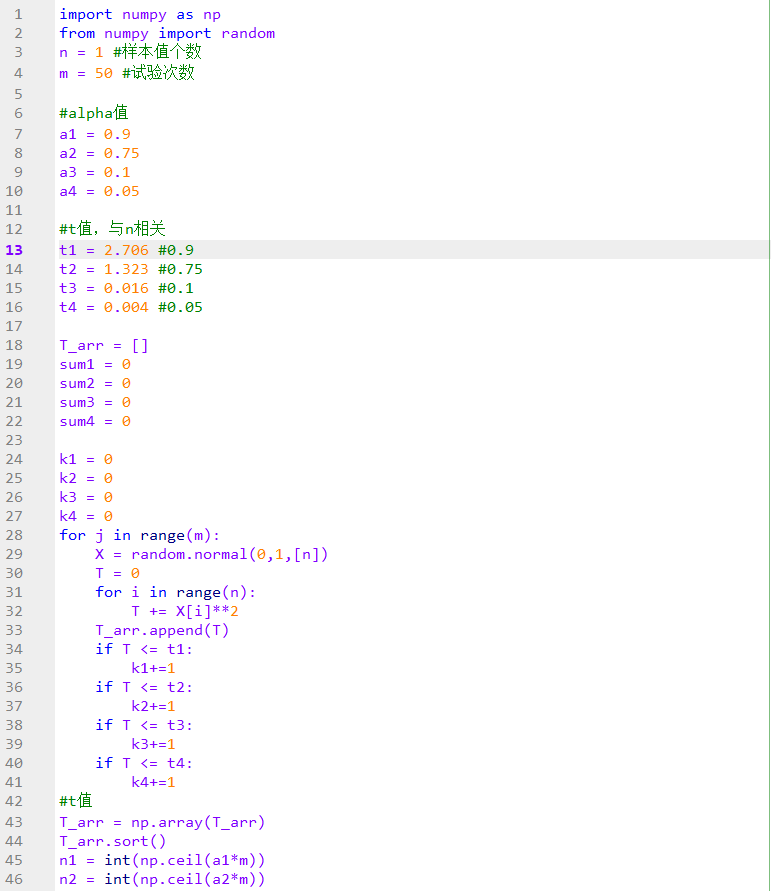 1 import numpy as np
2 from numpy import random
3 n = 1 #样本值个数
4 m = 50 #试验次数
5
6 #alpha值
7 a1 = 0.9
8 a2 = 0.75
9 a3 = 0.1
10 a4 = 0.05
11
12 #t值，与n相关
13 t1 = 2.706 #0.9
14 t2 = 1.323 #0.75
15 t3 = 0.016 #0.1
16 t4 = 0.004 #0.05
17
18 T_arr = []
19 sum1 = 0
20 sum2 = 0
21 sum3 = 0
22 sum4 = 0
23
24 k1 = 0
25 k2 = 0
26 k3 = 0
27 k4 = 0
28 for j in range(m):
29     X = random.normal(0,1,[n])
30     T = 0
31     for i in range(n):
32         T += X[i]**2
33     T_arr.append(T)
34     if T <= t1:
35         k1+=1
36     if T <= t2:
37         k2+=1
38     if T <= t3:
39         k3+=1
40     if T <= t4:
41         k4+=1
42 #t值
43 T_arr = np.array(T_arr)
44 T_arr.sort()
45 n1 = int(np.ceil(a1*m))
46 n2 = int(np.ceil(a2*m))